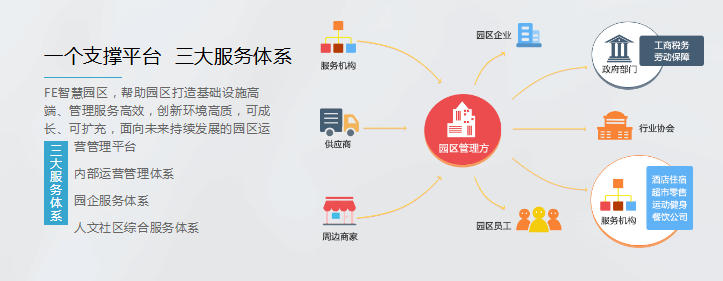 一个支撑平台 三大服务体系
FE智慧园区，帮助园区打造基础设施高
端、管理服务高效，创新环境高质，可成
长、可扩充，面向未来持续发展的园区运
营管理平台
三大服务体系
内部运营管理体系
园企服务体系
人文社区综合服务体系
服务机构
供应商
周边商家
园区管理方
园区企业
政府部门
工商税务
劳动保障
行业协会
服务机构
酒店住宿
超市零售
运动健身
餐饮公司
园区员工